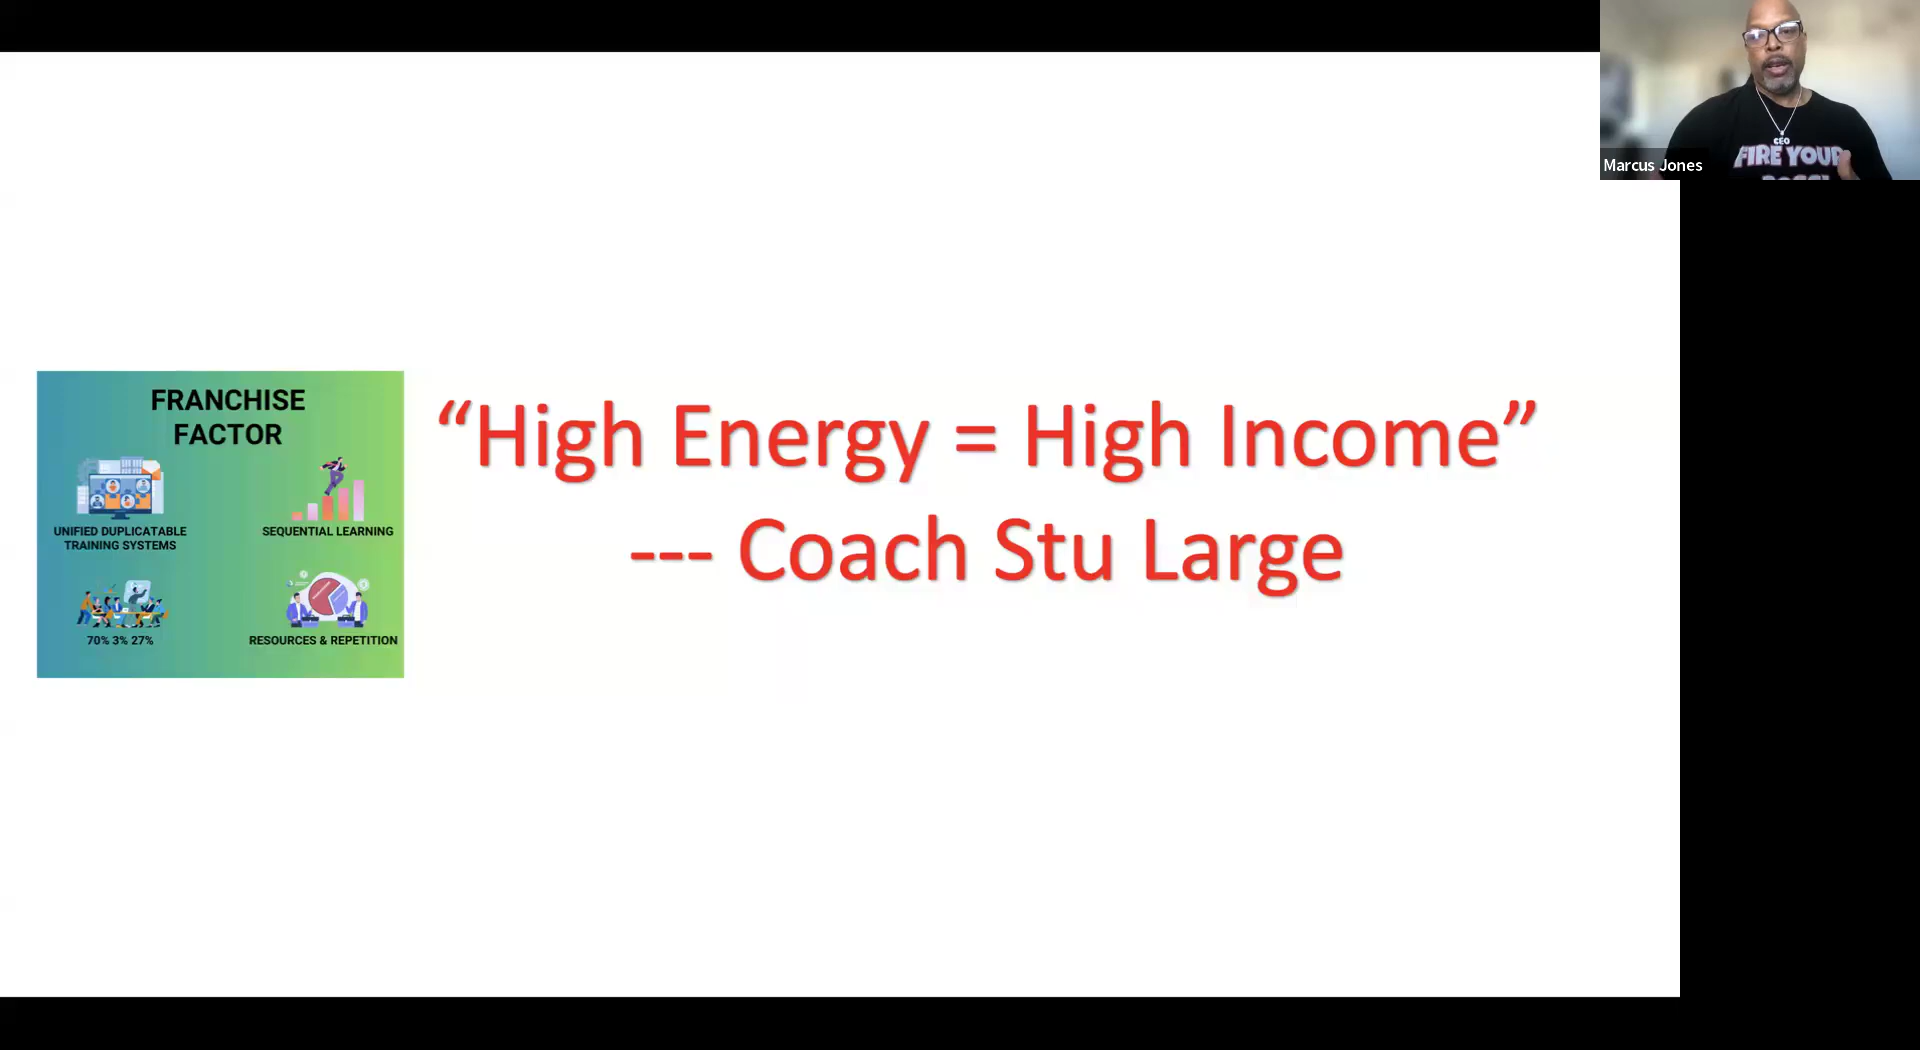 Marcus Jones
CEO
FIRE YOUR
FRANCHISE
FACTOR
UNIFIED DUPLICATABLE
TRAINING SYSTEMS
SEQUENTIAL LEARNING
70% 3% 27%
RESOURCES & REPETITION
“High Energy = High Income”
--- Coach Stu Large